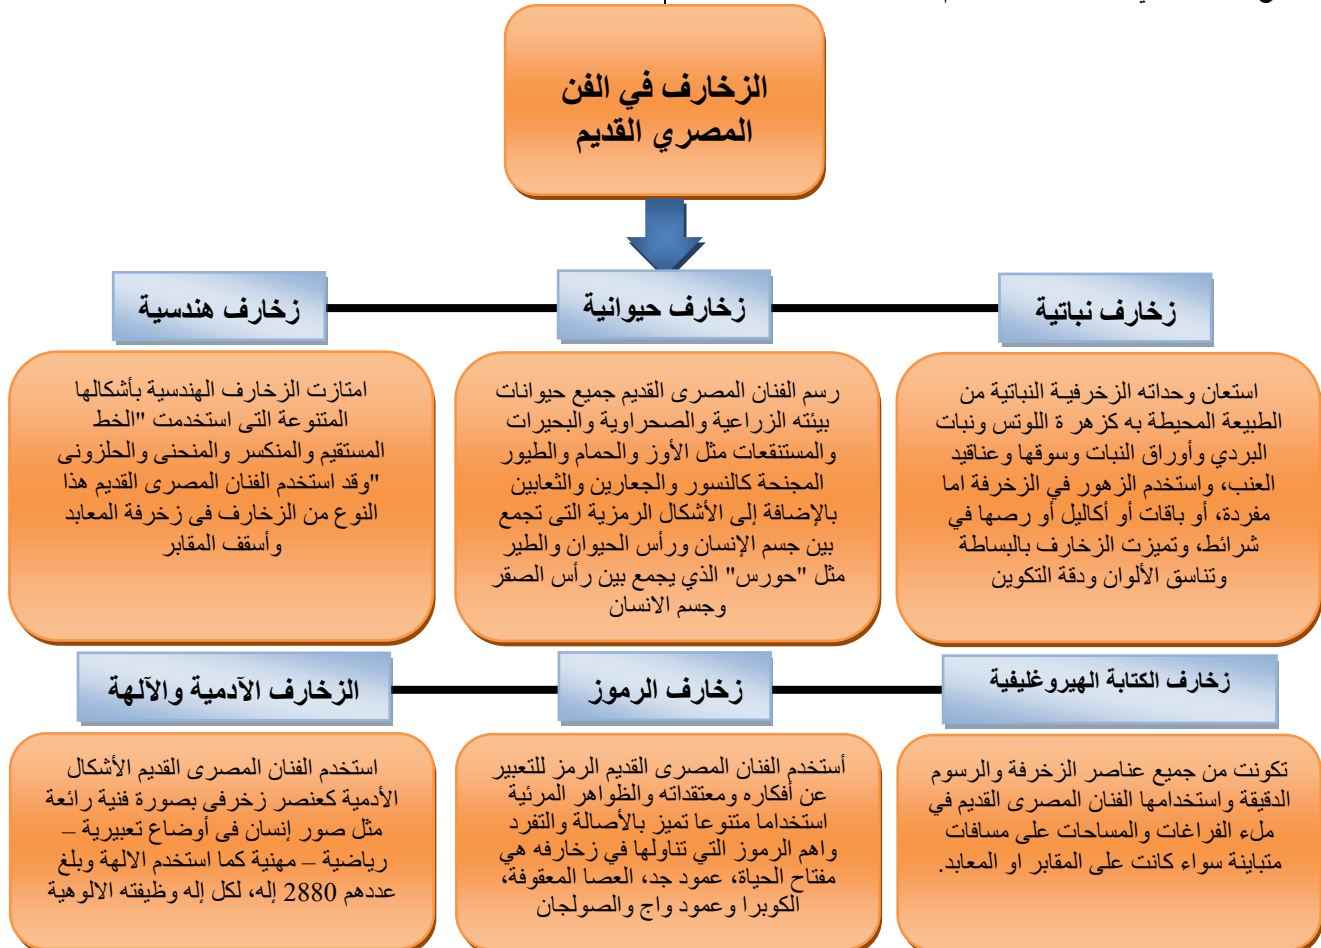 الزخارف في الفن
المصري القديم
زخارف نباتية
زخارف حيوانية
زخارف هندسية
استعان وحداته الزخرفية النباتية من
الطبيعة المحيطة به كزهر ة اللوتس ونبات
البردي وأوراق النبات وسوقها وعناقيد
العنب، واستخدم الزهور في الزخرفة اما
مفردة، أو باقات أو أكاليل أو رصها في
شرائط، وتميزت الزخارف بالبساطة
وتناسق الألوان ودقة التكوين
رسم الفنان المصرى القديم جميع حيوانات
بيئته الزراعية والصحراوية والبحيرات
والمستنقعات مثل الأوز والحمام والطيور
المجنحة كالنسور والجعارين والثعابين
بالإضافة إلى الأشكال الرمزية التى تجمع
بين جسم الإنسان ورأس الحيوان والطير
مثل "حورس" الذي يجمع بين رأس الصقر
وجسم الانسان
امتازت الزخارف الهندسية بأشكالها
المتنوعة التى استخدمت "الخط
المستقيم والمنكسر والمنحنى والحلزونى
"وقد استخدم الفنان المصرى القديم هذا
النوع من الزخارف فى زخرفة المعابد
وأسقف المقابر
زخارف الكتابة الهيروغليفية
زخارف الرموز
الزخارف الآدمية والآلهة
تكونت من جميع عناصر الزخرفة والرسوم
الدقيقة واستخدامها الفنان المصرى القديم في
ملء الفراغات والمساحات على مسافات
متباينة سواء كانت على المقابر او المعابد.
أستخدم الفنان المصرى القديم الرمز للتعبير
عن أفكاره ومعتقداته والظواهر المرئية
استخداما متنوعا تميز بالأصالة والتفرد
واهم الرموز التي تناولها في زخارفه هي
مفتاح الحياة، عمود جد، العصا المعقوفة،
الكوبرا وعمود واج والصولجان
استخدم الفنان المصرى القديم الأشكال
الأدمية كعنصر زخرفى بصورة فنية رائعة
مثل صور إنسان فى أوضاع تعبيرية –
رياضية – مهنية كما استخدم الالهة وبلغ
عددهم 2880 إله، لكل إله وظيفته الالوهية